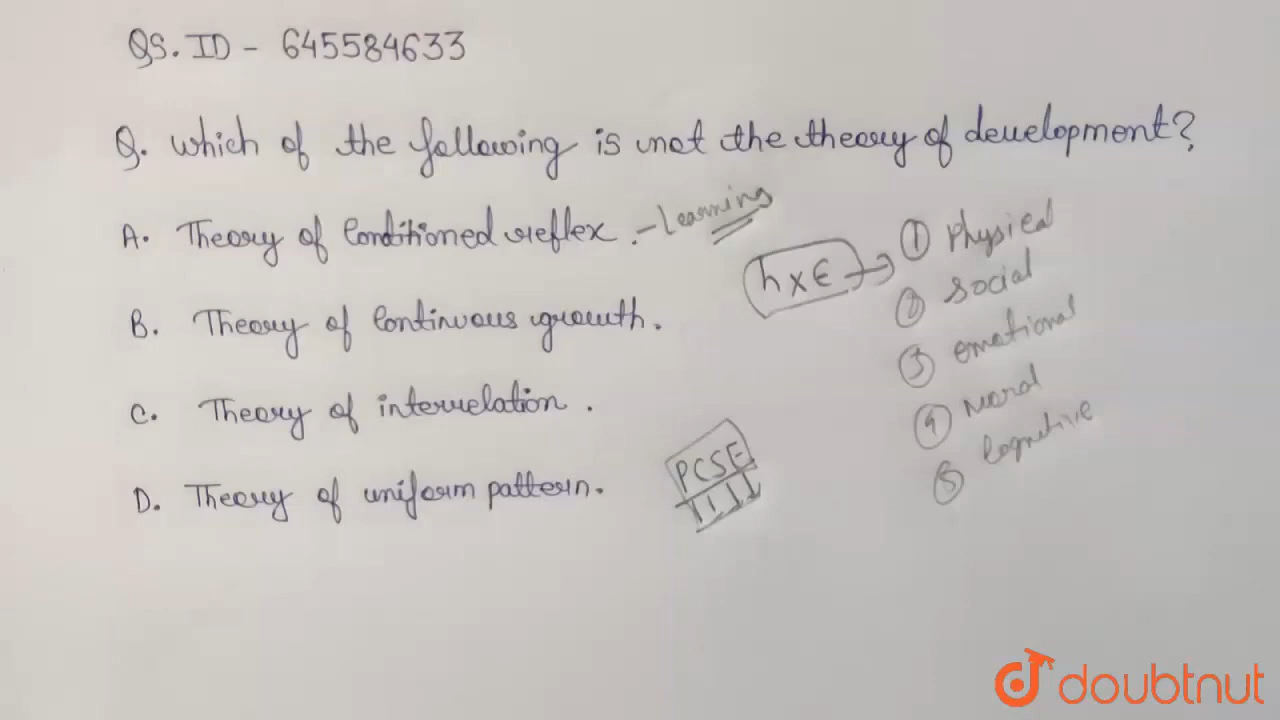 QS. ID - 645584633
Q. which of the following is not the theory of development?
A. Theory of Conditioned reflex. - learning
B. Theory of Continuous growth.
C. Theory of interrelation.
D. Theory of uniform pattern.
h x E → ① Physical
② Social
③ emotional
④ Moral
⑤ Cognitive
PCSE
doubtnut